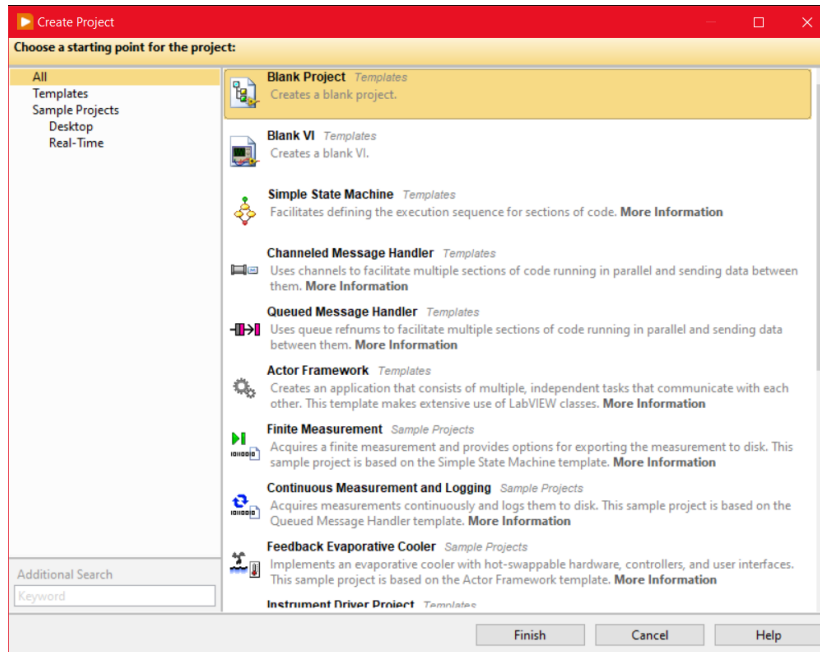 Create Project
Choose a starting point for the project:
All
Templates
Sample Projects
Desktop
Real-Time
Additional Search
Keyword
Blank Project Templates
Creates a blank project.
Blank VI Templates
Creates a blank VI.
Simple State Machine Templates
Facilitates defining the execution sequence for sections of code. More Information
Channeled Message Handler Templates
Uses channels to facilitate multiple sections of code running in parallel and sending data between
them. More Information
Queued Message Handler Templates
Uses queue refnums to facilitate multiple sections of code running in parallel and sending data
between them. More Information
Actor Framework Templates
Creates an application that consists of multiple, independent tasks that communicate with each
other. This template makes extensive use of LabVIEW classes. More Information
Finite Measurement Sample Projects
Acquires a finite measurement and provides options for exporting the measurement to disk. This
sample project is based on the Simple State Machine template. More Information
Continuous Measurement and Logging Sample Projects
Acquires measurements continuously and logs them to disk. This sample project is based on the
Queued Message Handler template. More Information
Feedback Evaporative Cooler Sample Projects
Implements an evaporative cooler with hot-swappable hardware, controllers, and user interfaces.
This sample project is based on the Actor Framework template. More Information
Instrument Driver Project Templates
Finish
Cancel
Help